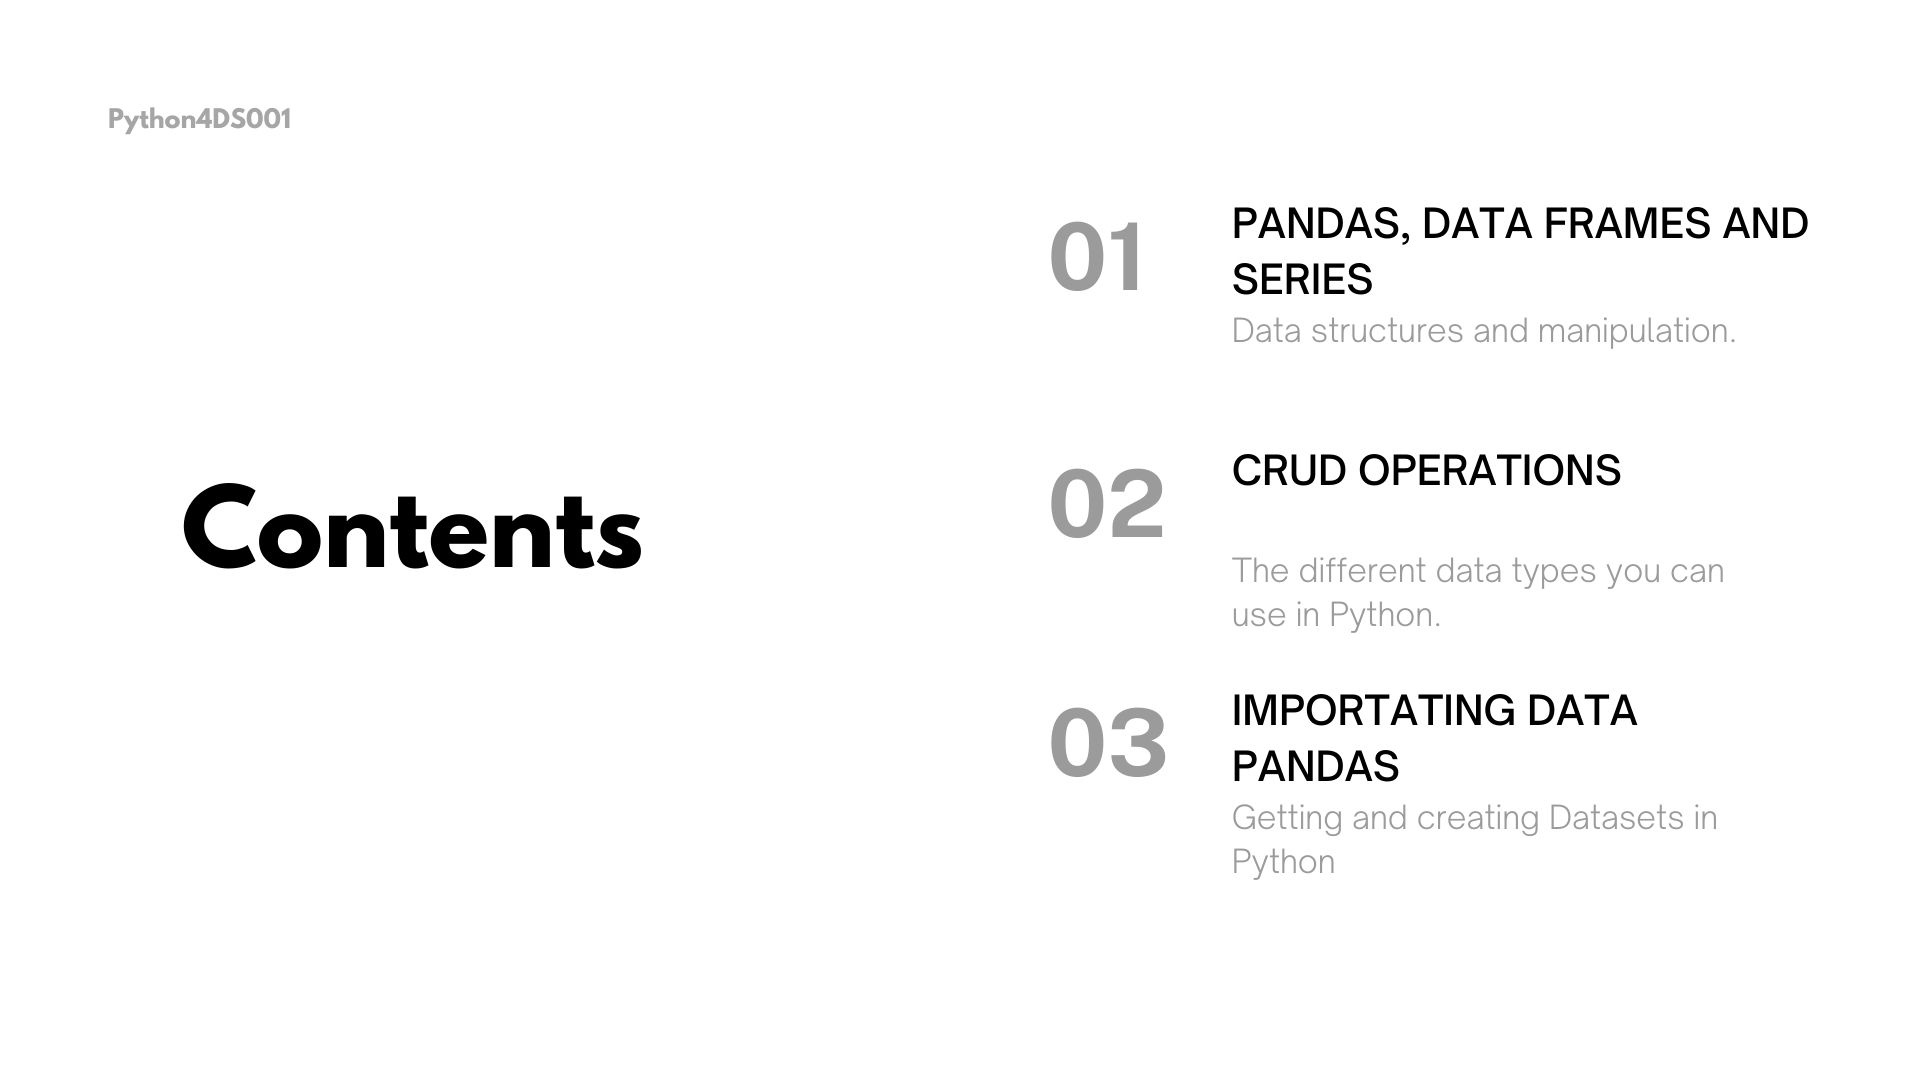 Python4DS001
Contents
01
PANDAS, DATA FRAMES AND
SERIES
Data structures and manipulation.
02
CRUD OPERATIONS
The different data types you can
use in Python.
03
IMPORTATING DATA
PANDAS
Getting and creating Datasets in
Python